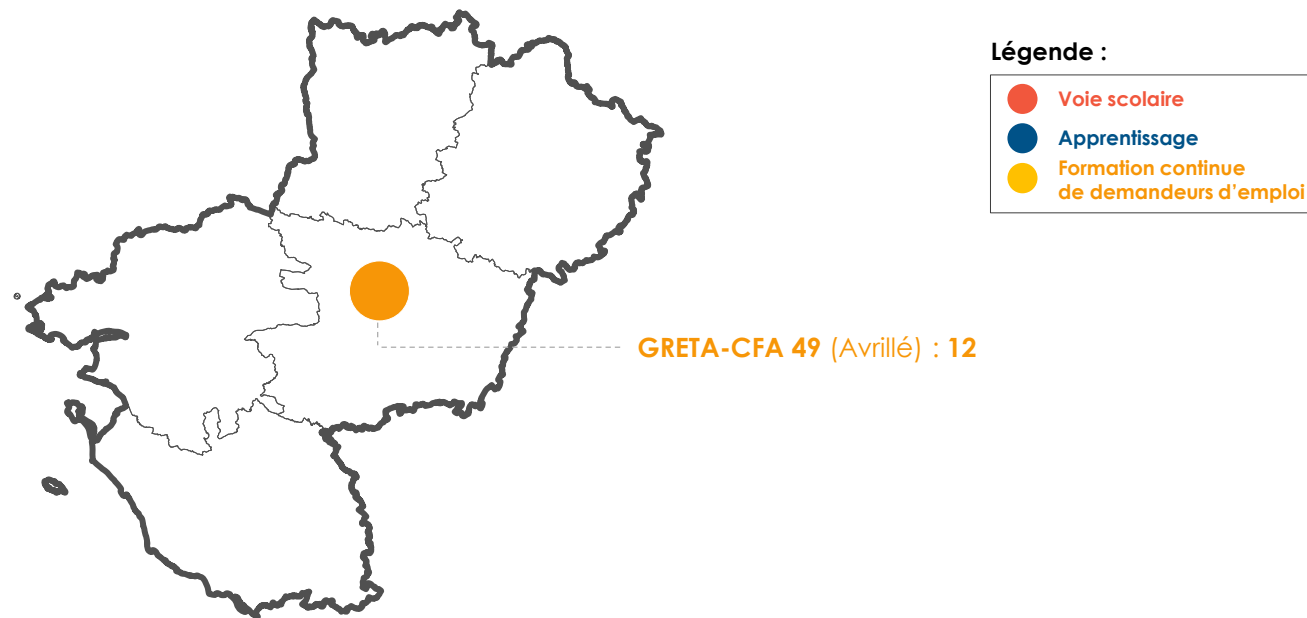 Légende :
Voie scolaire
Apprentissage
Formation continue
de demandeurs d'emploi
GRETA-CFA 49 (Avrillé) : 12